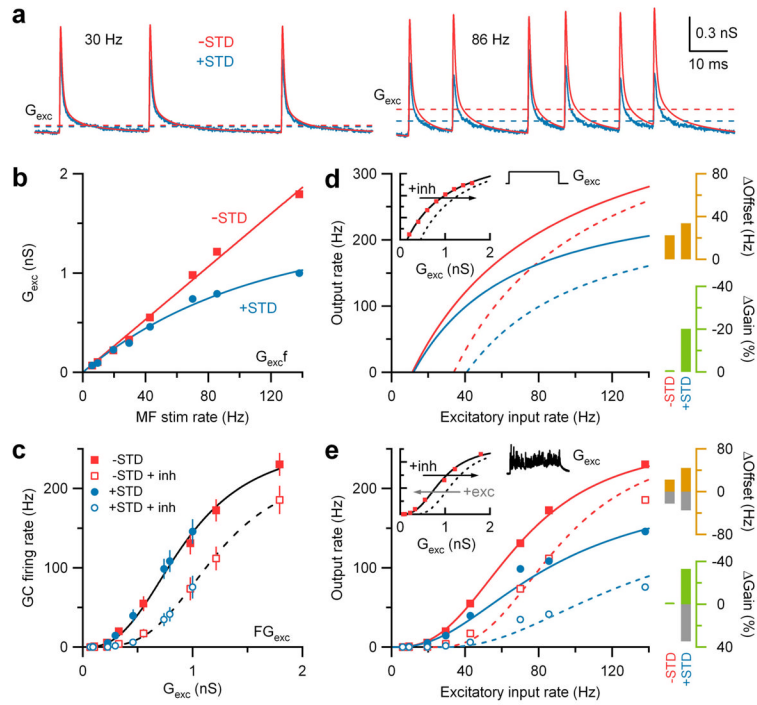 a
30 Hz
-STD
+STD
86 Hz
0.3 nS
10 ms
Gexc
Gexc
b
2
1
0
Gexc (nS)
-STD
+STD
Gexcf
0 40 80 120
MF stim rate (Hz)
d
300
200
100
0
Output rate (Hz)
+inh
0 1 2
Gexc (nS)
Gexc
0 40 80 120
Excitatory input rate (Hz)
80
40
0
ΔOffset (Hz)
-40
-20
0
ΔGain (%)
-STD
+STD
c
-STD
-STD + inh
+STD
+STD + inh
200
100
0
GC firing rate (Hz)
FGexc
0 1 2
Gexc (nS)
e
200
100
0
Output rate (Hz)
+inh
+exc
0 1 2
Gexc (nS)
Gexc
0 40 80 120
Excitatory input rate (Hz)
80
0
-80
ΔOffset (Hz)
-40
0
40
ΔGain (%)
-STD
+STD